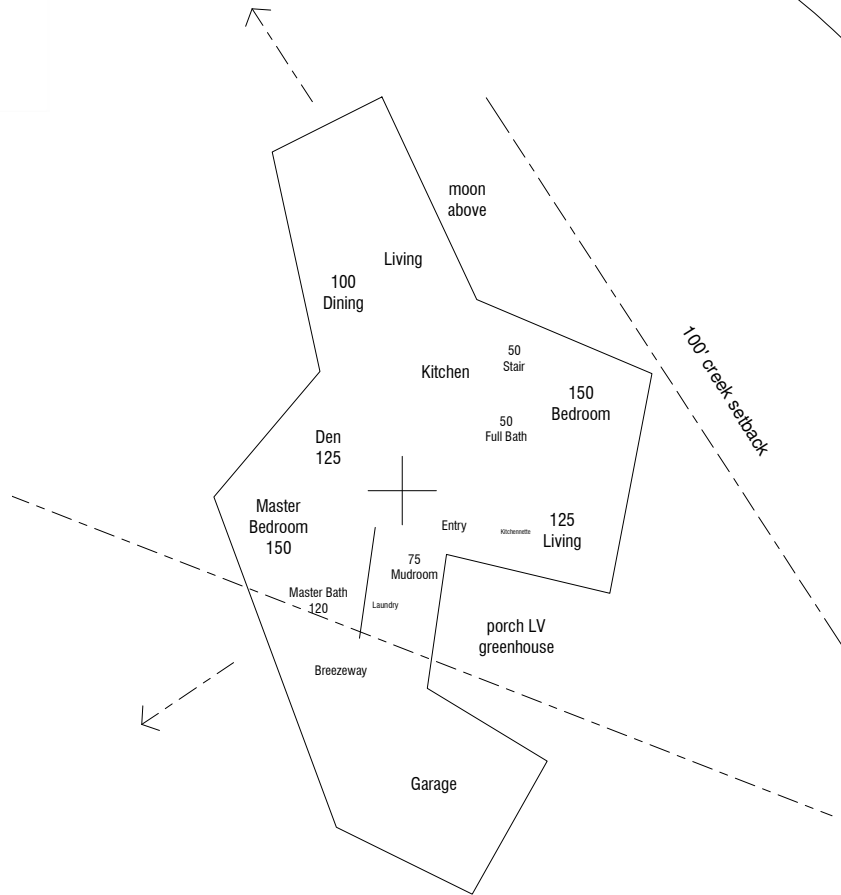 moon
above
Living
100
Dining
100' creek setback
50
Stair
Kitchen
150
Bedroom
50
Full Bath
Den
125
Master
Bedroom
150
Entry
Kitchennette
125
Living
75
Mudroom
Master Bath
120
Laundry
porch LV
greenhouse
Breezeway
Garage